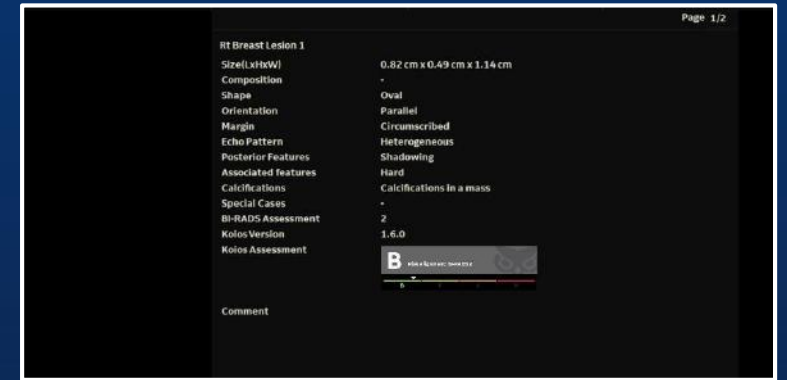 Page 1/2
Rt Breast Lesion 1
Size(LxHxW) 0.82 cm x 0.49 cm x 1.14 cm
Composition -
Shape Oval
Orientation Parallel
Margin Circumscribed
Echo Pattern Heterogeneous
Posterior Features Shadowing
Associated features Hard
Calcifications Calcifications in a mass
Special Cases -
BI-RADS Assessment 2
Koios Version 1.6.0
Koios Assessment
B
Comment